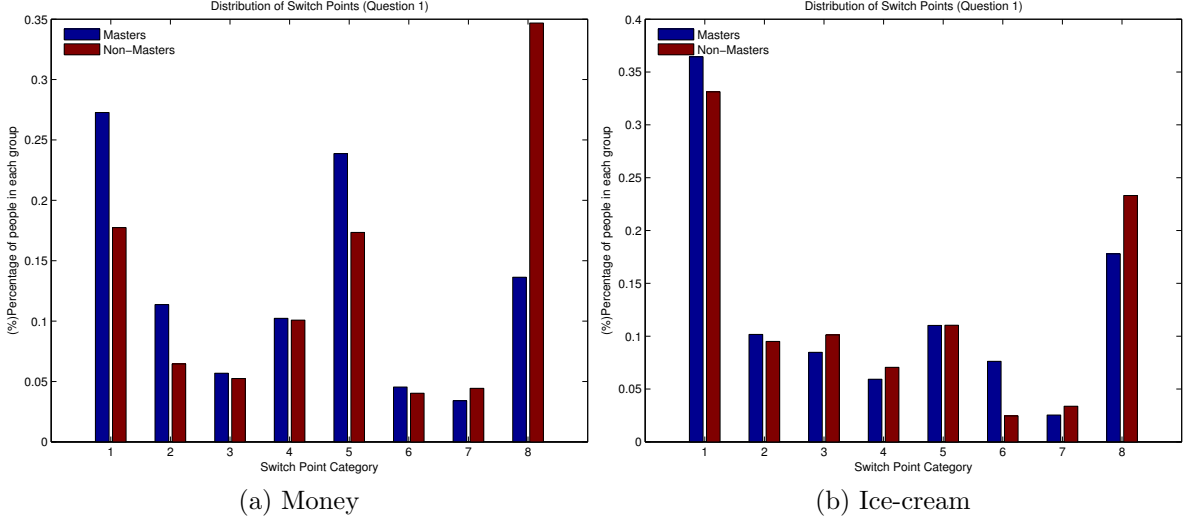 Distribution of Switch Points (Question 1)
0.35
0.3
0.25
0.2
0.15
0.1
0.05
0
(%)Percentage of people in each group
Masters
Non−Masters
1 2 3 4 5 6 7 8
Switch Point Category
(a) Money
Distribution of Switch Points (Question 1)
0.4
0.35
0.3
0.25
0.2
0.15
0.1
0.05
0
(%)Percentage of people in each group
Masters
Non−Masters
1 2 3 4 5 6 7 8
Switch Point Category
(b) Ice-cream